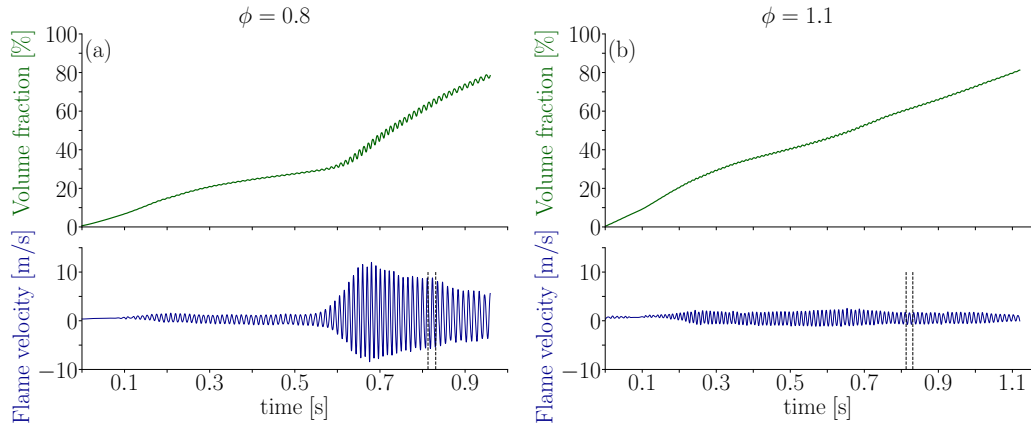 ϕ = 0.8
ϕ = 1.1
(a)
Volume fraction [%]
100
80
60
40
20
0
(b)
Volume fraction [%]
100
80
60
40
20
0
Flame velocity [m/s]
10
0
−10
0.1 0.3 0.5 0.7 0.9
time [s]
Flame velocity [m/s]
10
0
−10
0.1 0.3 0.5 0.7 0.9 1.1
time [s]